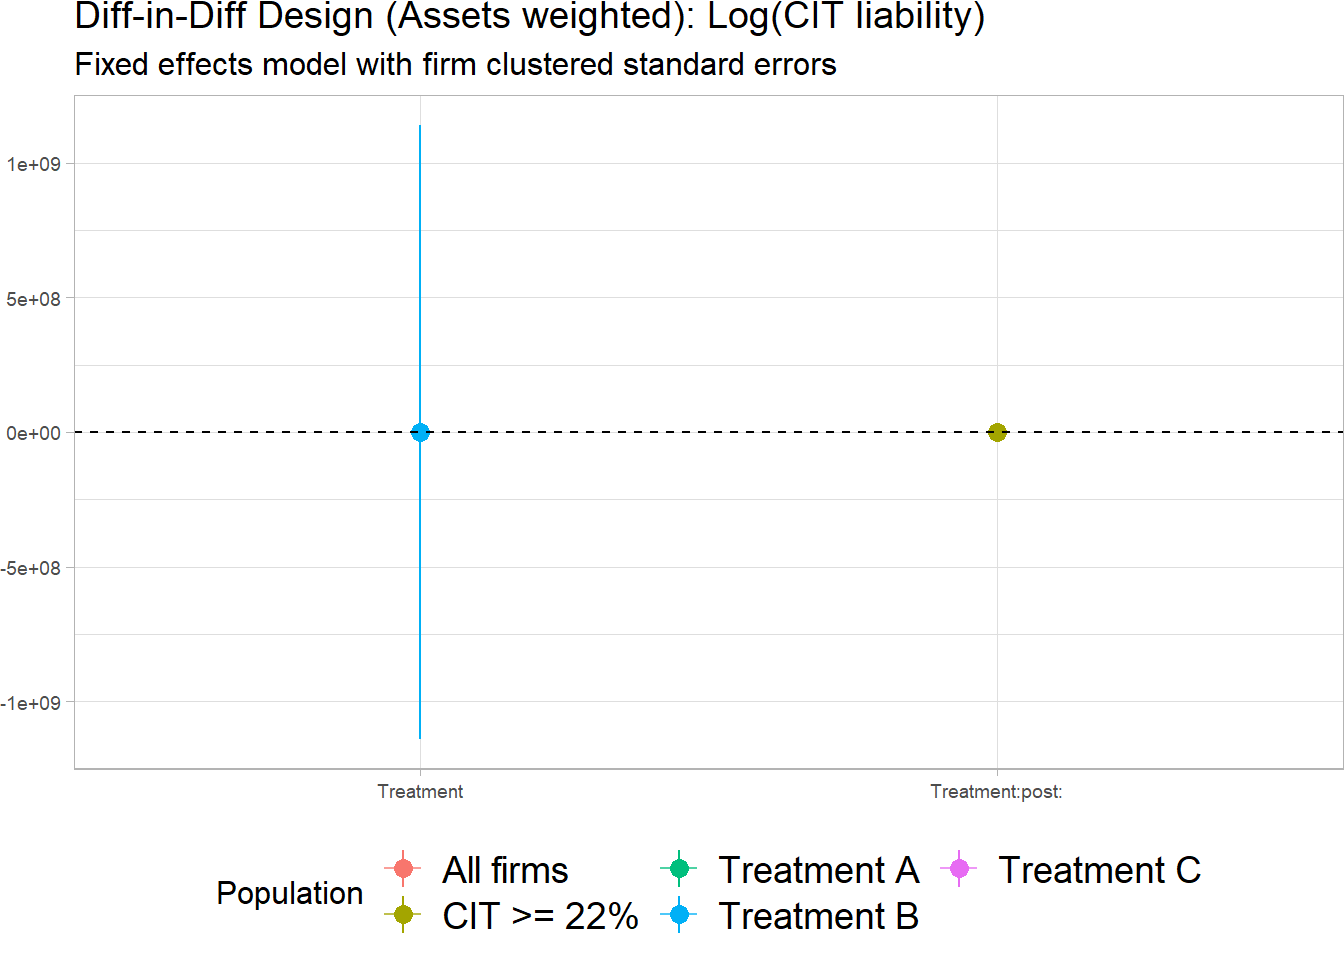 Diff-in-Diff Design (Assets weighted): Log(CIT liability)
Fixed effects model with firm clustered standard errors
1e+09
5e+08
0e+00
-5e+08
-1e+09
Treatment
Treatment:post:
Population
All firms
Treatment A
Treatment C
CIT >= 22%
Treatment B